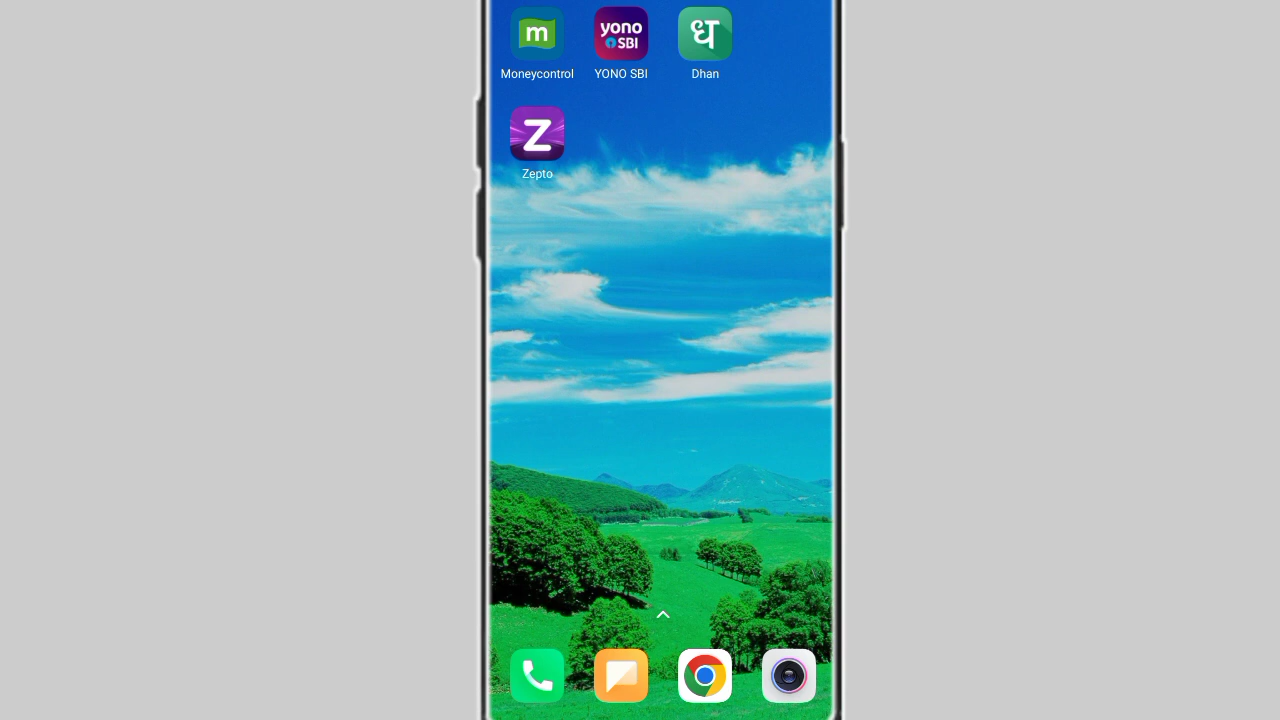 m
yono
SBI
ध
Moneycontrol
YONO SBI
Dhan
Z
Zepto